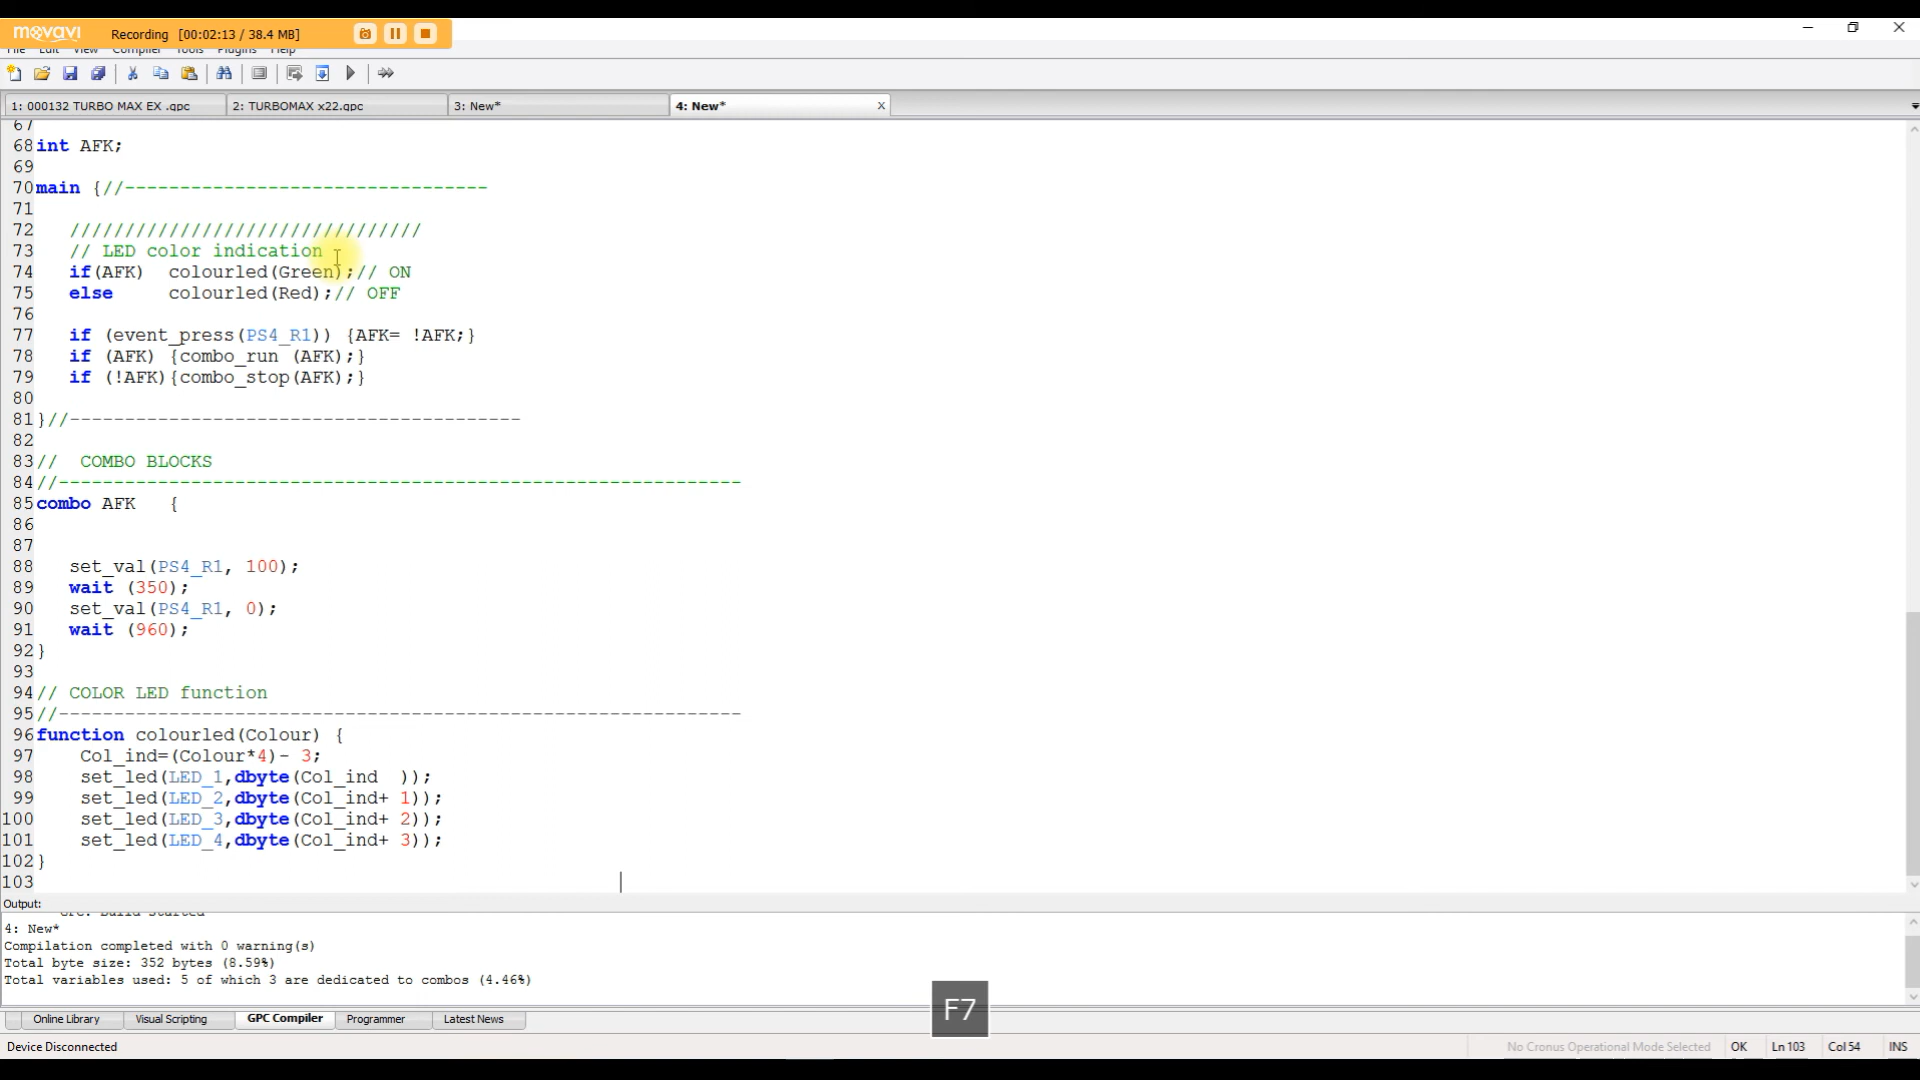 movavi Recording [00:02:13 / 38.4 MB]
File Edit View Compiler Tools Plugins Help
1: 000132 TURBO MAX EX .gpc 2: TURBOMAX x22.gpc 3: New* 4: New* x
67
68 int AFK;
69
70 main {//---------------------------------
71
72 ////////////////////////////////
73 // LED color indication
74 if(AFK) colourled(Green);// ON
75 else colourled(Red);// OFF
76
77 if (event_press(PS4_R1)) {AFK= !AFK;}
78 if (AFK) {combo_run (AFK);}
79 if (!AFK){combo_stop(AFK);}
80
81 }//-----------------------------------------
82
83 // COMBO BLOCKS
84 //--------------------------------------------------------------
85 combo AFK {
86
87
88 set_val(PS4_R1, 100);
89 wait (350);
90 set_val(PS4_R1, 0);
91 wait (960);
92 }
93
94 // COLOR LED function
95 //--------------------------------------------------------------
96 function colourled(Colour) {
97 Col_ind=(Colour*4)- 3;
98 set_led(LED_1,dbyte(Col_ind ));
99 set_led(LED_2,dbyte(Col_ind+ 1));
100 set_led(LED_3,dbyte(Col_ind+ 2));
101 set_led(LED_4,dbyte(Col_ind+ 3));
102 }
103
Output:
GPC: Build Started
4: New*
Compilation completed with 0 warning(s)
Total byte size: 352 bytes (8.59%)
Total variables used: 5 of which 3 are dedicated to combos (4.46%)
F7
Online Library Visual Scripting GPC Compiler Programmer Latest News
Device Disconnected No Cronus Operational Mode Selected OK Ln 103 Col 54 INS